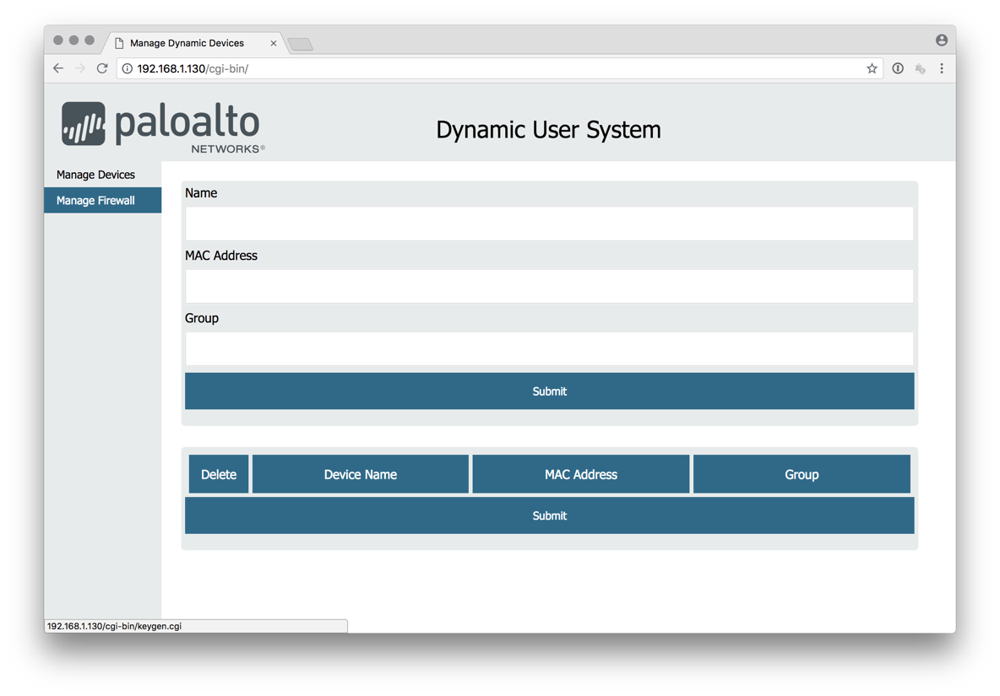 Manage Dynamic Devices
192.168.1.130/cgi-bin/
paloalto
NETWORKS®
Dynamic User System
Manage Devices
Manage Firewall
Name
MAC Address
Group
Submit
Delete Device Name MAC Address Group
Submit
192.168.1.130/cgi-bin/keygen.cgi